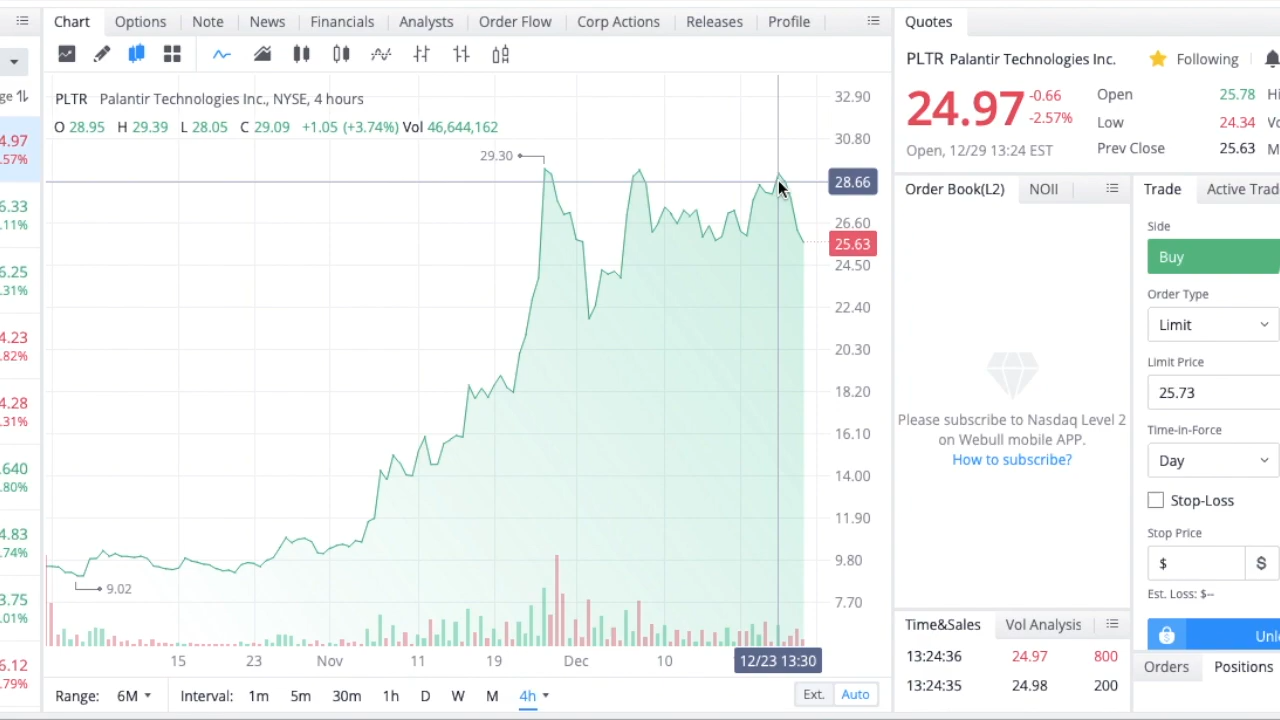 Chart Options Note News Financials Analysts Order Flow Corp Actions Releases Profile
PLTR Palantir Technologies Inc., NYSE, 4 hours
O 28.95 H 29.39 L 28.05 C 29.09 +1.05 (+3.74%) Vol 46,644,162
29.30
9.02
32.90
30.80
28.66
26.60
25.63
24.50
22.40
20.30
18.20
16.10
14.00
11.90
9.80
7.70
15 23 Nov 11 19 Dec 10 12/23 13:30
Range: 6M Interval: 1m 5m 30m 1h D W M 4h Ext. Auto
Quotes
PLTR Palantir Technologies Inc. Following
24.97 -0.66
-2.57%
Open 25.78
Low 24.34
Prev Close 25.63
Open, 12/29 13:24 EST
Order Book(L2) NOII
Please subscribe to Nasdaq Level 2
on Webull mobile APP.
How to subscribe?
Time&Sales Vol Analysis
13:24:36 24.97 800
13:24:35 24.98 200
Trade
Side
Buy
Order Type
Limit
Limit Price
25.73
Time-in-Force
Day
Stop-Loss
Stop Price
$ $
Est. Loss: $--
Orders Positions